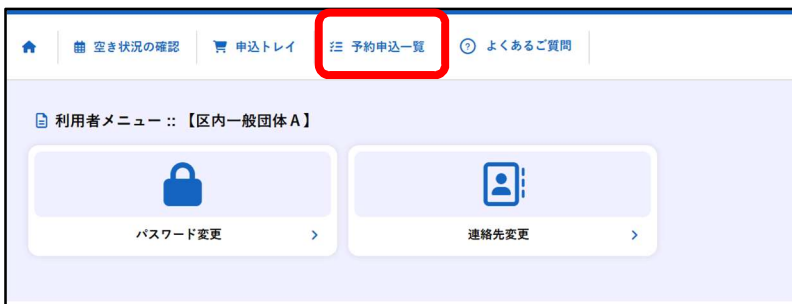 空き状況の確認 申込トレイ 予約申込一覧 ? よくあるご質問
利用者メニュー :: 【区内一般団体A】
パスワード変更 連絡先変更